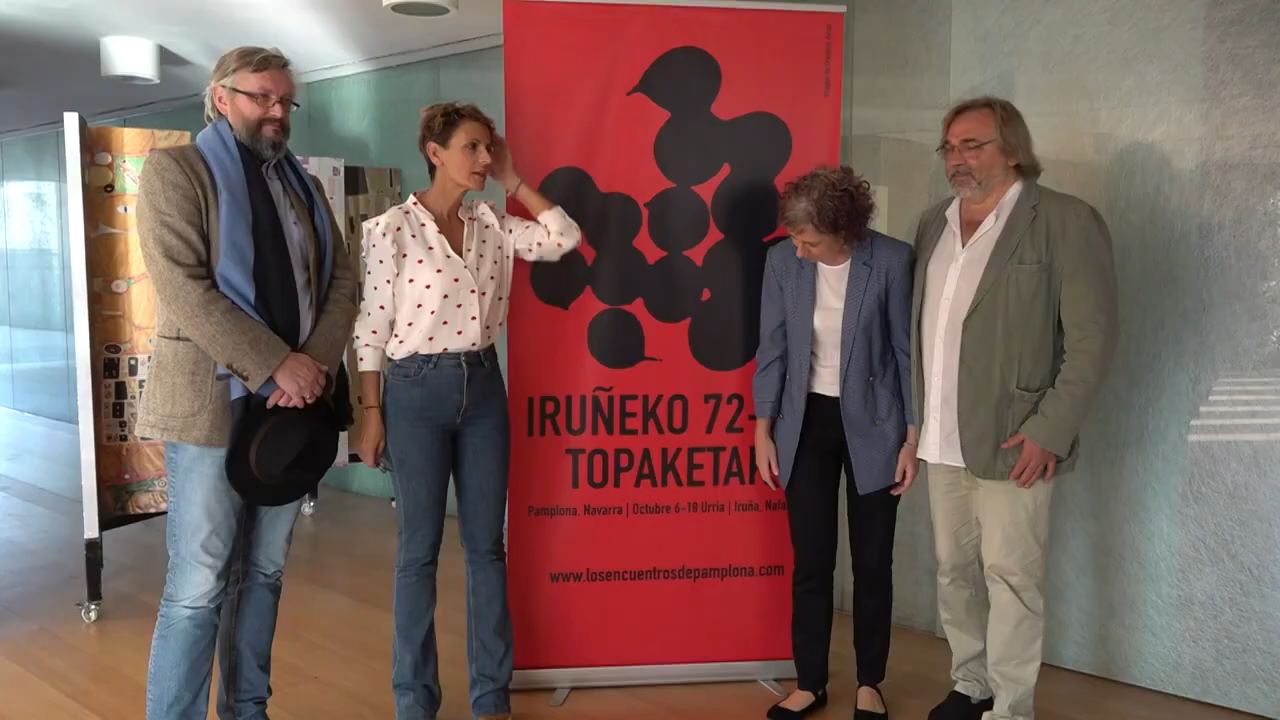 IRUÑEKO 72-
TOPAKETAK
Pamplona, Navarra | Octubre 6-18 Urria | Iruña, Nafa
www.losencuentrosdepamplona.com